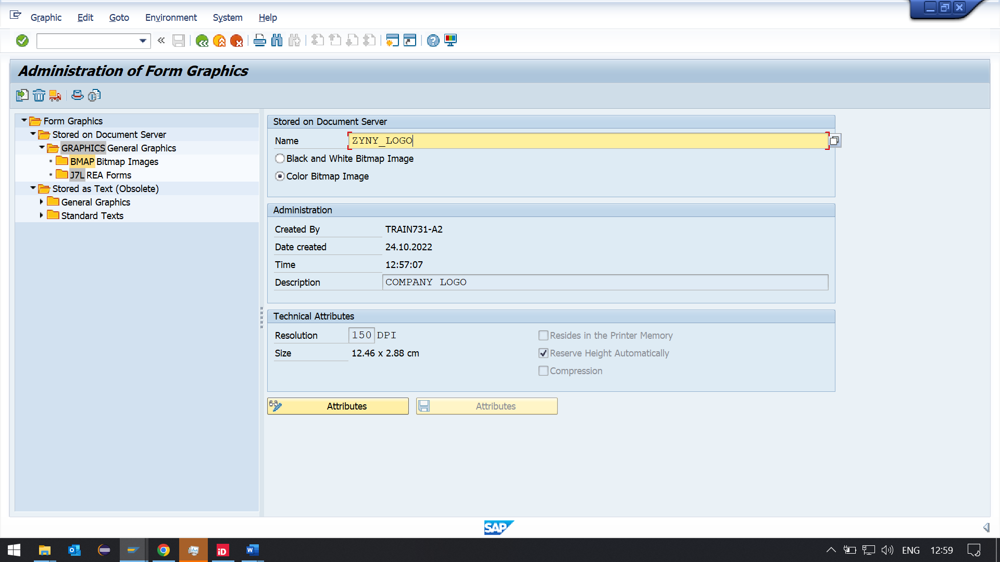 Graphic Edit Goto Environment System Help
Administration of Form Graphics
Form Graphics
Stored on Document Server
GRAPHICS General Graphics
BMAP Bitmap Images
J7L REA Forms
Stored as Text (Obsolete)
General Graphics
Standard Texts
Stored on Document Server
Name ZYNY_LOGO
Black and White Bitmap Image
Color Bitmap Image
Administration
Created By TRAIN731-A2
Date created 24.10.2022
Time 12:57:07
Description COMPANY LOGO
Technical Attributes
Resolution 150 DPI Resides in the Printer Memory
Size 12.46 x 2.88 cm Reserve Height Automatically
Compression
Attributes Attributes
SAP
iD ENG 12:59